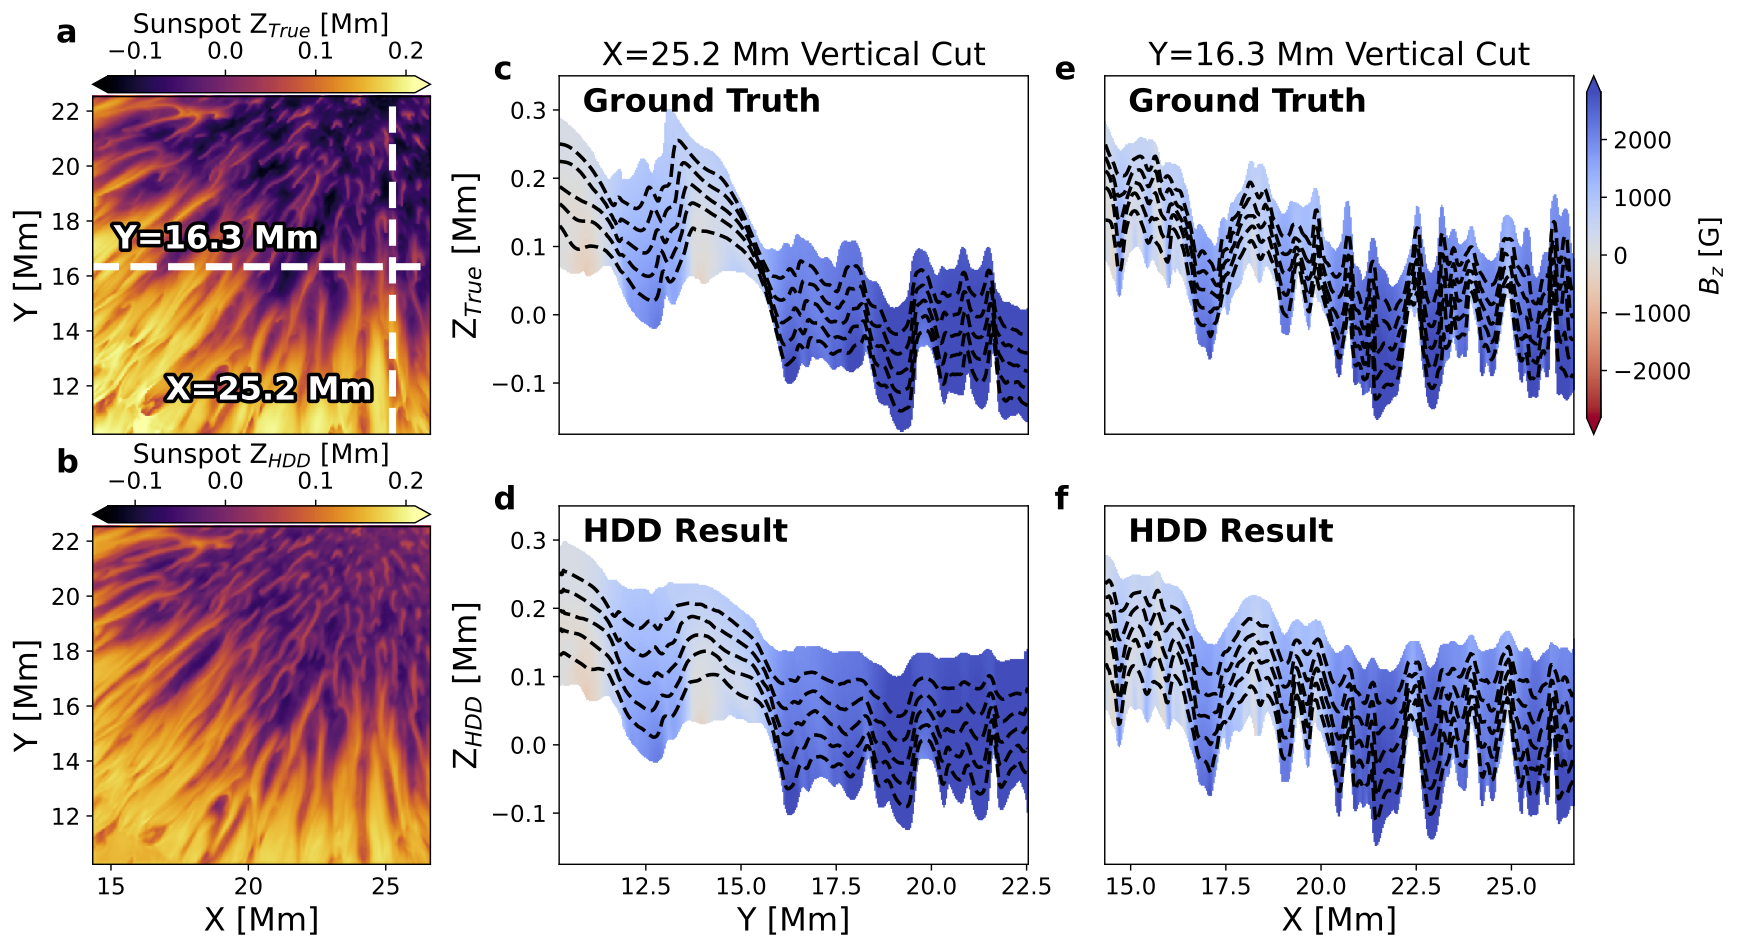 a
Sunspot Z_True [Mm]
−0.1 0.0 0.1 0.2
22
20
18
16
14
12
Y [Mm]
Y=16.3 Mm
X=25.2 Mm
b
Sunspot Z_HDD [Mm]
−0.1 0.0 0.1 0.2
22
20
18
16
14
12
Y [Mm]
15 20 25
X [Mm]
c
X=25.2 Mm Vertical Cut
Ground Truth
0.3
0.2
0.1
0.0
−0.1
Z_True [Mm]
d
HDD Result
0.3
0.2
0.1
0.0
−0.1
Z_HDD [Mm]
12.5 15.0 17.5 20.0 22.5
Y [Mm]
e
Y=16.3 Mm Vertical Cut
Ground Truth
2000
1000
0
−1000
−2000
B_z [G]
f
HDD Result
15.0 17.5 20.0 22.5 25.0
X [Mm]